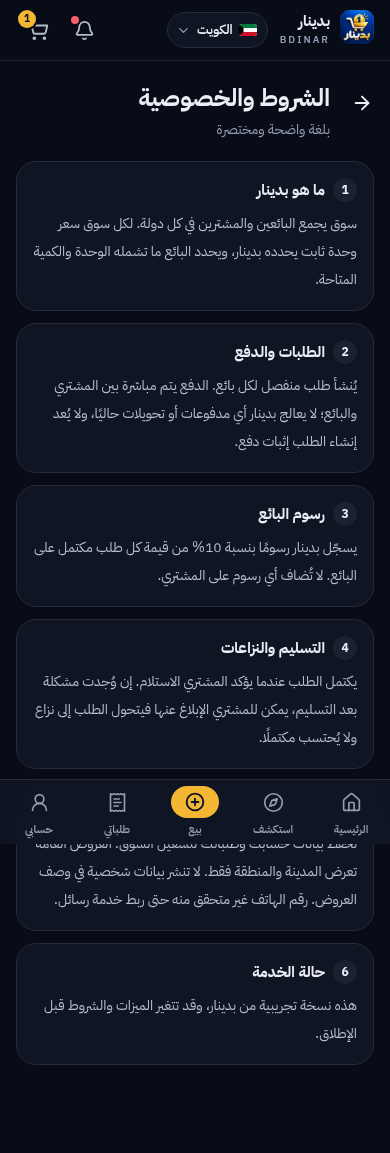 بدينار
BDINAR
الكويت
1
الشروط والخصوصية
بلغة واضحة ومختصرة
1 ما هو بدينار
سوق يجمع البائعين والمشترين في كل دولة. لكل سوق سعر
وحدة ثابت يحدده بدينار، ويحدد البائع ما تشمله الوحدة والكمية
المتاحة.
2 الطلبات والدفع
يُنشأ طلب منفصل لكل بائع. الدفع يتم مباشرة بين المشتري
والبائع؛ لا يعالج بدينار أي مدفوعات أو تحويلات حاليًا، ولا يُعد
إنشاء الطلب إثبات دفع.
3 رسوم البائع
يسجّل بدينار رسومًا بنسبة 10% من قيمة كل طلب مكتمل على
البائع. لا تُضاف أي رسوم على المشتري.
4 التسليم والنزاعات
يكتمل الطلب عندما يؤكد المشتري الاستلام. إن وُجدت مشكلة
بعد التسليم، يمكن للمشتري الإبلاغ عنها فيتحول الطلب إلى نزاع
ولا يُحتسب مكتملًا.
الرئيسية
استكشف
بيع
طلباتي
حسابي
تعرض المدينة والمنطقة فقط. لا تنشر بيانات شخصية في وصف
العروض. رقم الهاتف غير متحقق منه حتى ربط خدمة رسائل.
6 حالة الخدمة
هذه نسخة تجريبية من بدينار، وقد تتغير الميزات والشروط قبل
الإطلاق.